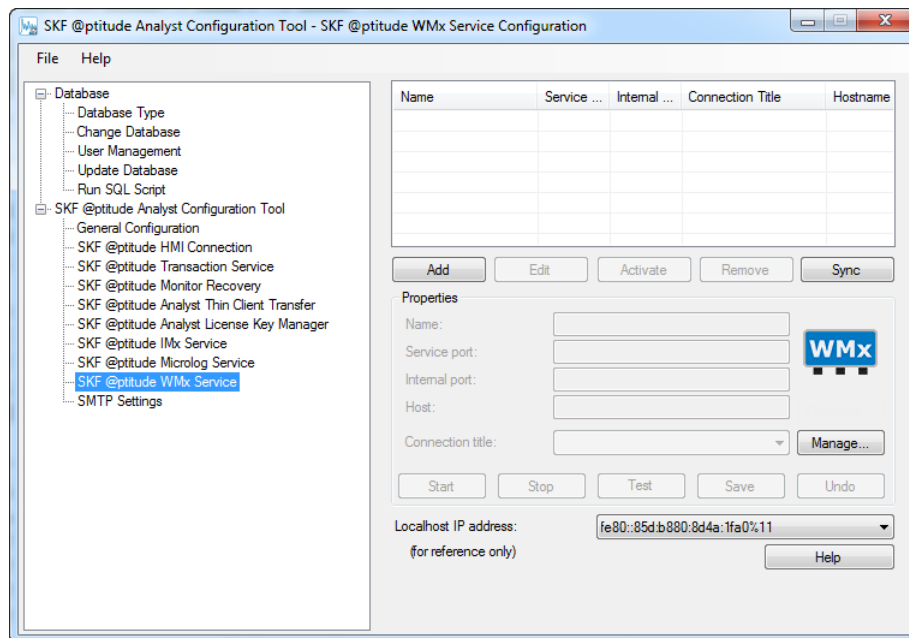 SKF @ptitude Analyst Configuration Tool - SKF @ptitude WMx Service Configuration
File Help
Database
Database Type
Change Database
User Management
Update Database
Run SQL Script
SKF @ptitude Analyst Configuration Tool
General Configuration
SKF @ptitude HMI Connection
SKF @ptitude Transaction Service
SKF @ptitude Monitor Recovery
SKF @ptitude Analyst Thin Client Transfer
SKF @ptitude Analyst License Key Manager
SKF @ptitude IMx Service
SKF @ptitude Microlog Service
SKF @ptitude WMx Service
SMTP Settings
Name Service ... Internal ... Connection Title Hostname
Add Edit Activate Remove Sync
Properties
Name:
Service port:
Internal port:
Host:
WMx
Connection title: Manage...
Start Stop Test Save Undo
Localhost IP address: fe80::85d:b880:8d4a:1fa0%11
(for reference only)
Help